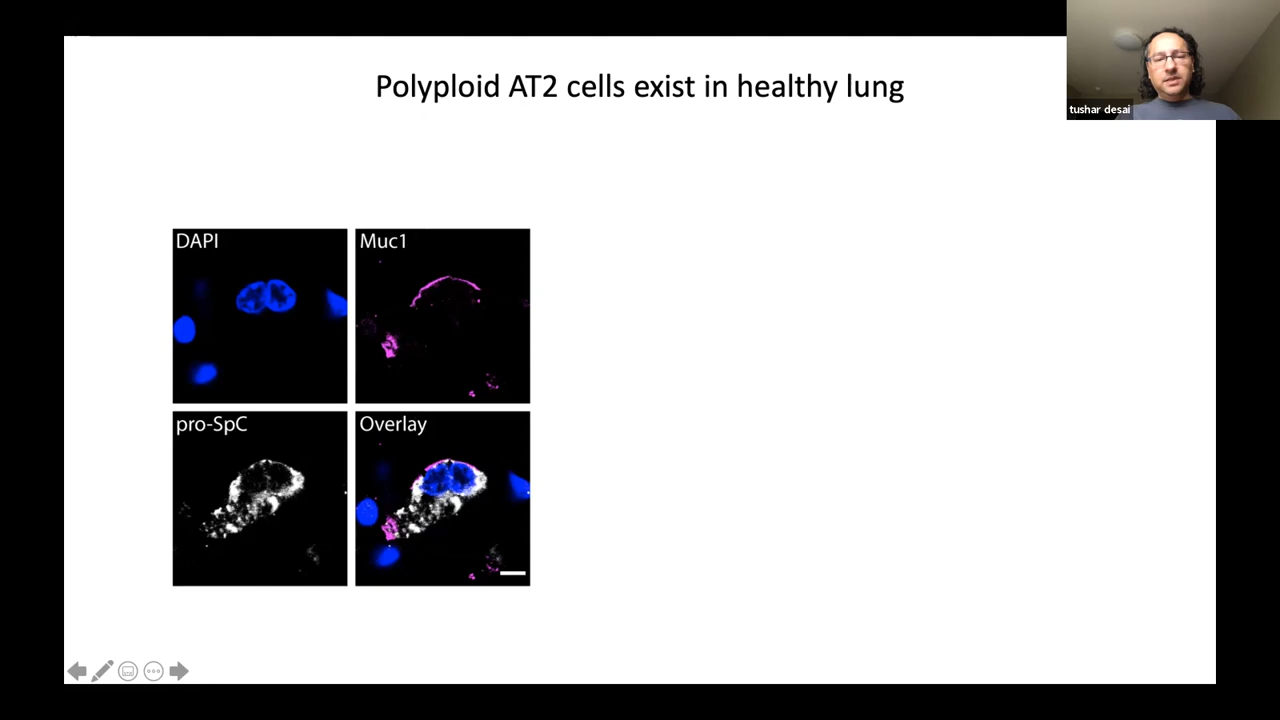 Polyploid AT2 cells exist in healthy lung
tushar desai
DAPI
Muc1
pro-SpC
Overlay